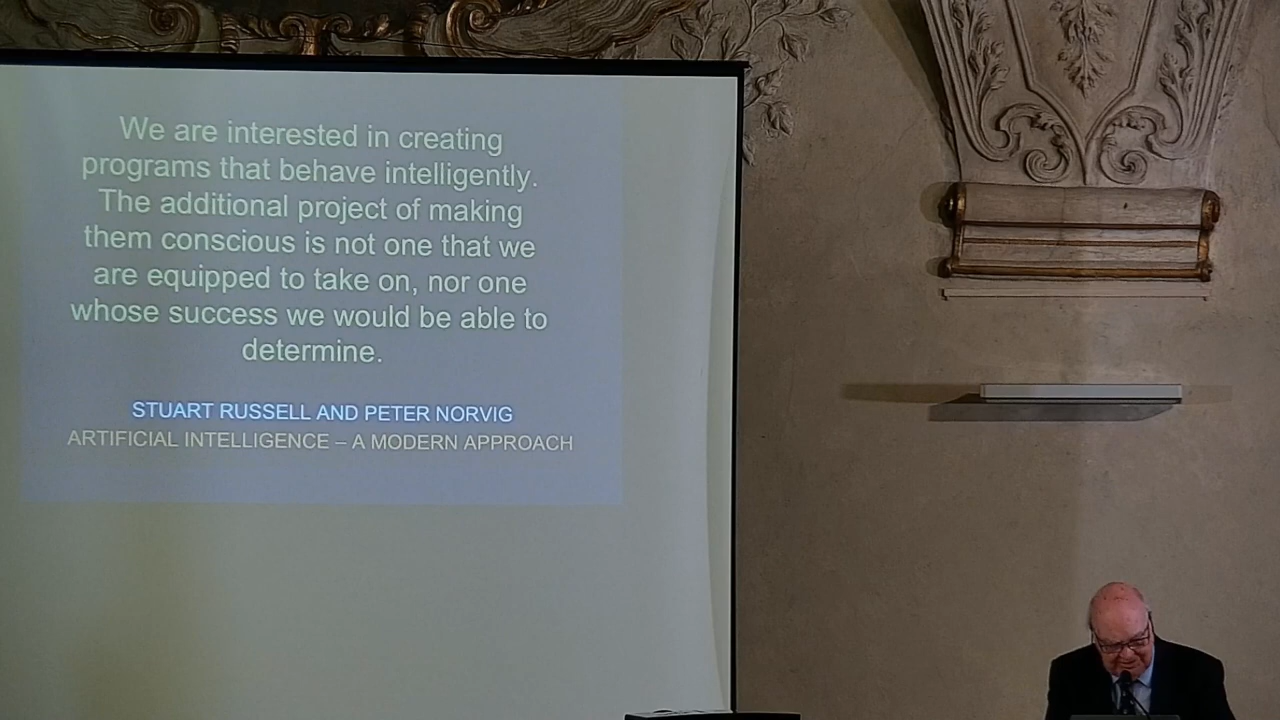 We are interested in creating
programs that behave intelligently.
The additional project of making
them conscious is not one that we
are equipped to take on, nor one
whose success we would be able to
determine.
STUART RUSSELL AND PETER NORVIG
ARTIFICIAL INTELLIGENCE – A MODERN APPROACH